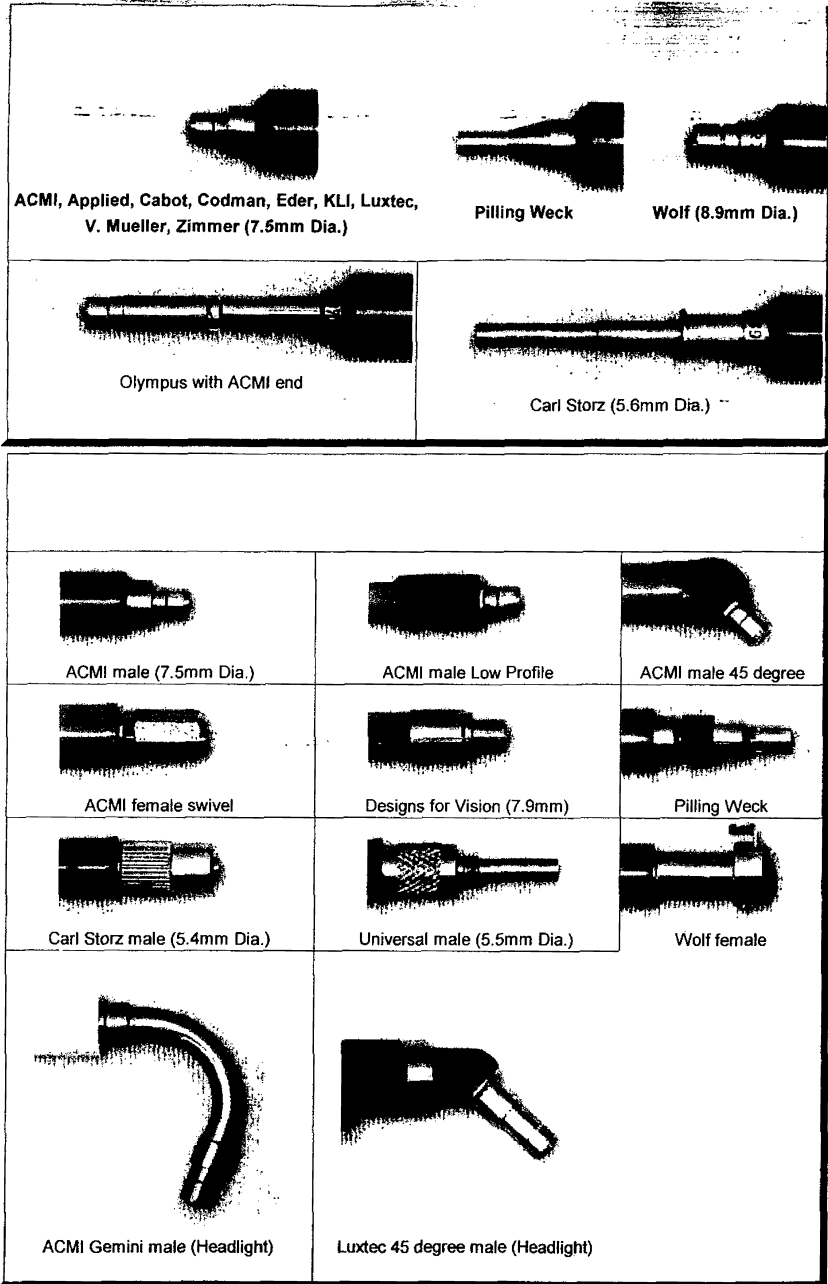 ACMI, Applied, Cabot, Codman, Eder, KLI, Luxtec,
V. Mueller, Zimmer (7.5mm Dia.)
Pilling Weck
Wolf (8.9mm Dia.)
Olympus with ACMI end
G
Carl Storz (5.6mm Dia.)
ACMI male (7.5mm Dia.)
ACMI male Low Profile
ACMI male 45 degree
ACMI female swivel
Designs for Vision (7.9mm)
Pilling Weck
Carl Storz male (5.4mm Dia.)
Universal male (5.5mm Dia.)
Wolf female
ACMI Gemini male (Headlight)
Luxtec 45 degree male (Headlight)